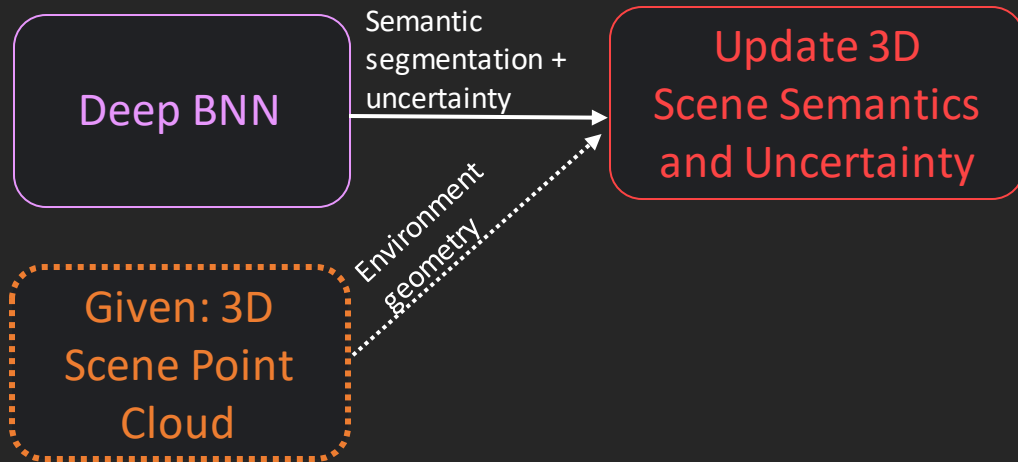 Deep BNN
Semantic
segmentation +
uncertainty
Update 3D
Scene Semantics
and Uncertainty
Environment
geometry
Given: 3D
Scene Point
Cloud